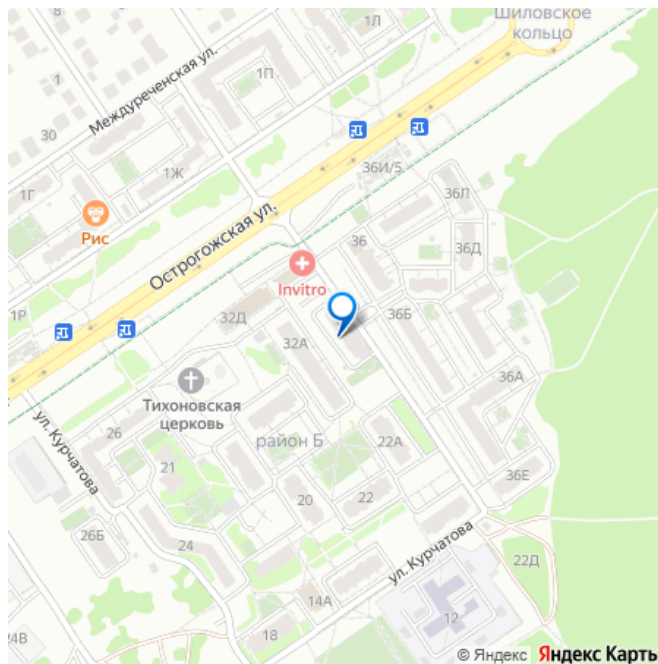 Шиловское
кольцо
8
1Л
1
1П
Междуреченская ул.
30
1Ж
36И/5
1Г
36Л
Рис
Острогожская ул.
36
36Д
Invitro
1Р
32Д
36Б
32А
36А
Тихоновская
церковь
26
район Б
22А
ул. Курчатова
21
36Е
20
22
26Б
24
ул. Курчатова
22Д
14А
12
24В
18
© Яндекс Яндекс Карты